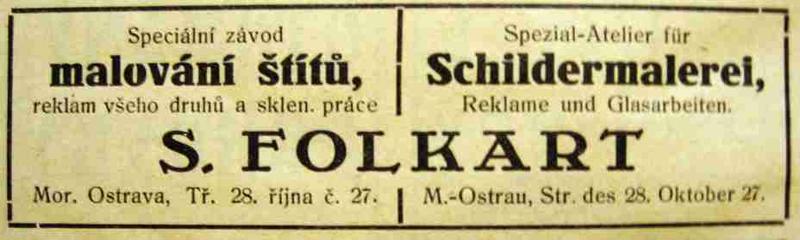 Speciální závod
malování štítů,
reklam všeho druhů a sklen. práce
Spezial-Atelier für
Schildermalerei,
Reklame und Glasarbeiten.
S. FOLKART
Mor. Ostrava, Tř. 28. října č. 27.
M.-Ostrau, Str. des 28. Oktober 27.